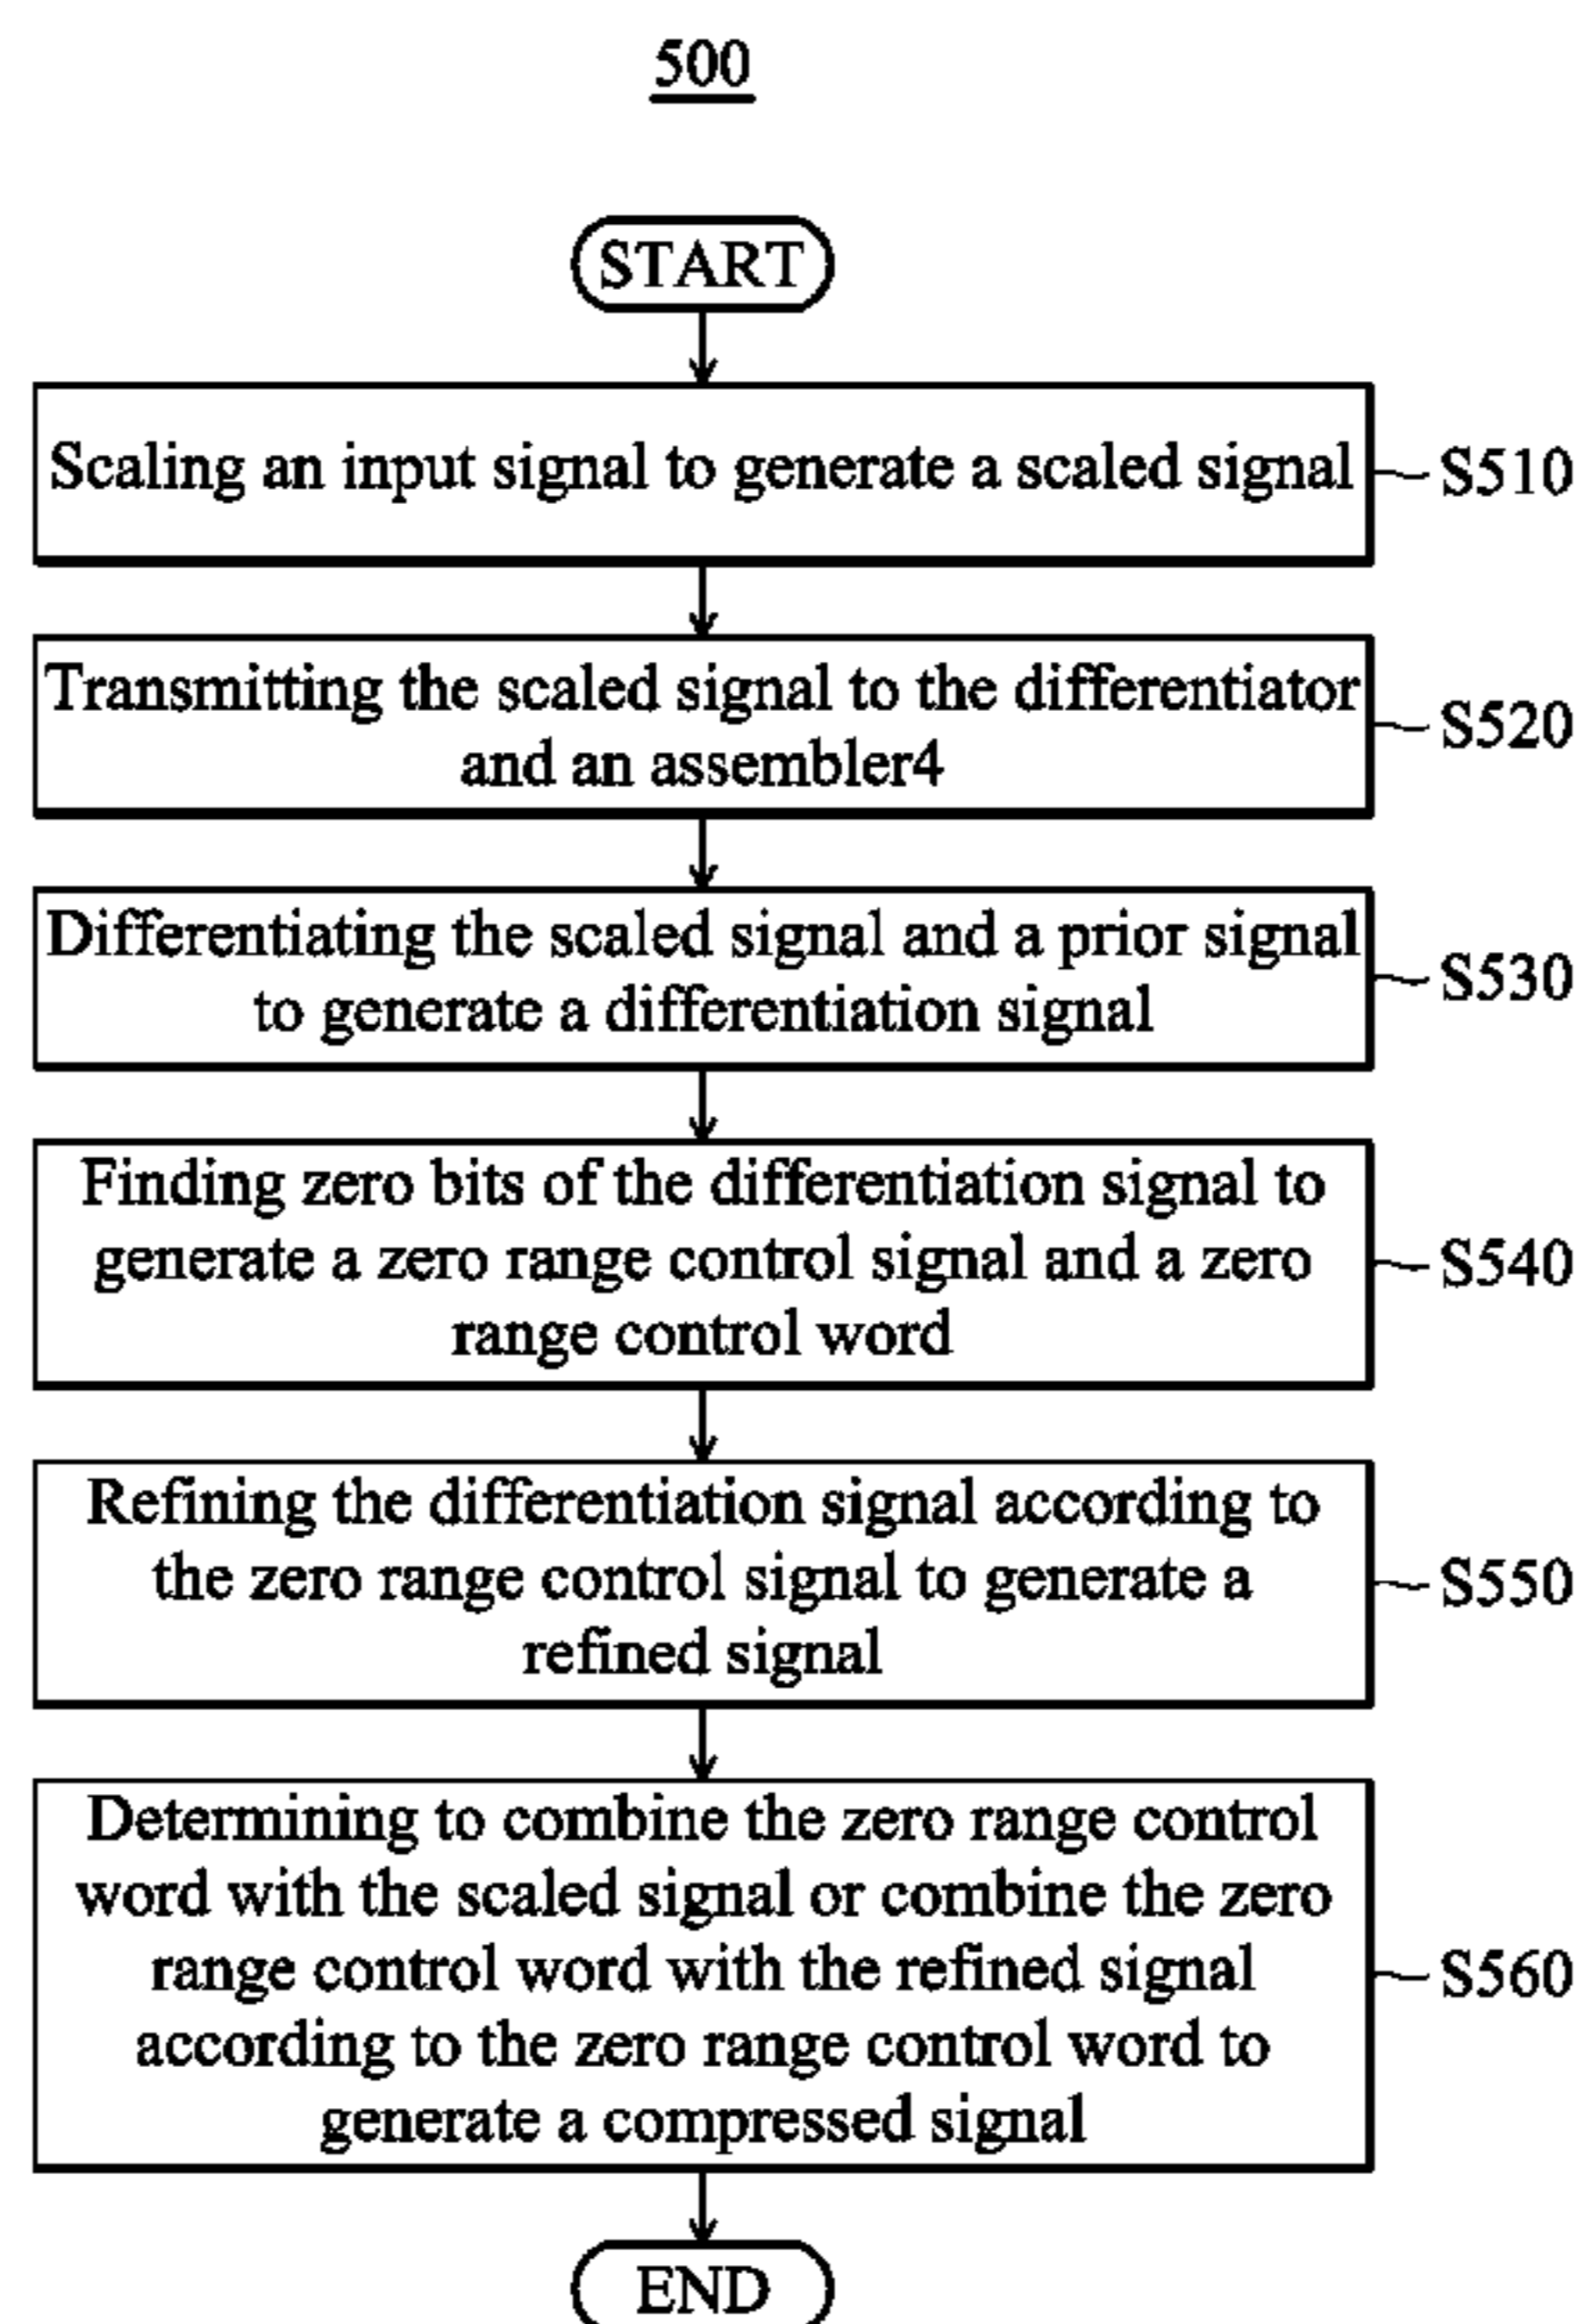 500
START
Scaling an input signal to generate a scaled signal
S510
Transmitting the scaled signal to the differentiator
and an assembler4
S520
Differentiating the scaled signal and a prior signal
to generate a differentiation signal
S530
Finding zero bits of the differentiation signal to
generate a zero range control signal and a zero
range control word
S540
Refining the differentiation signal according to
the zero range control signal to generate a
refined signal
S550
Determining to combine the zero range control
word with the scaled signal or combine the zero
range control word with the refined signal
according to the zero range control word to
generate a compressed signal
S560
END